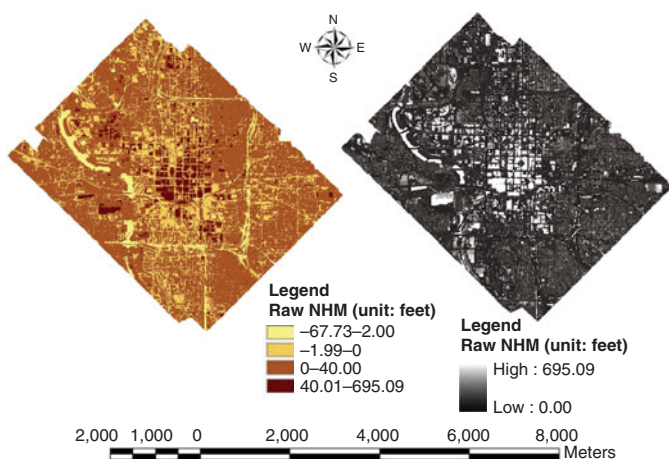 N
W E
S
Legend
Raw NHM (unit: feet)
–67.73–2.00
–1.99–0
0–40.00
40.01–695.09
Legend
Raw NHM (unit: feet)
High : 695.09
Low : 0.00
2,000 1,000 0 2,000 4,000 6,000 8,000
Meters